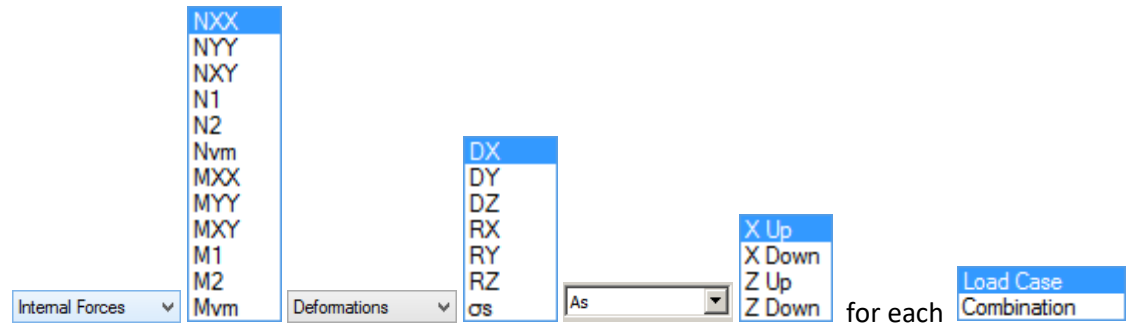 Internal Forces
NXX
NYY
NXY
N1
N2
Nvm
MXX
MYY
MXY
M1
M2
Mvm
Deformations
DX
DY
DZ
RX
RY
RZ
σs
As
X Up
X Down
Z Up
Z Down
for each
Load Case
Combination